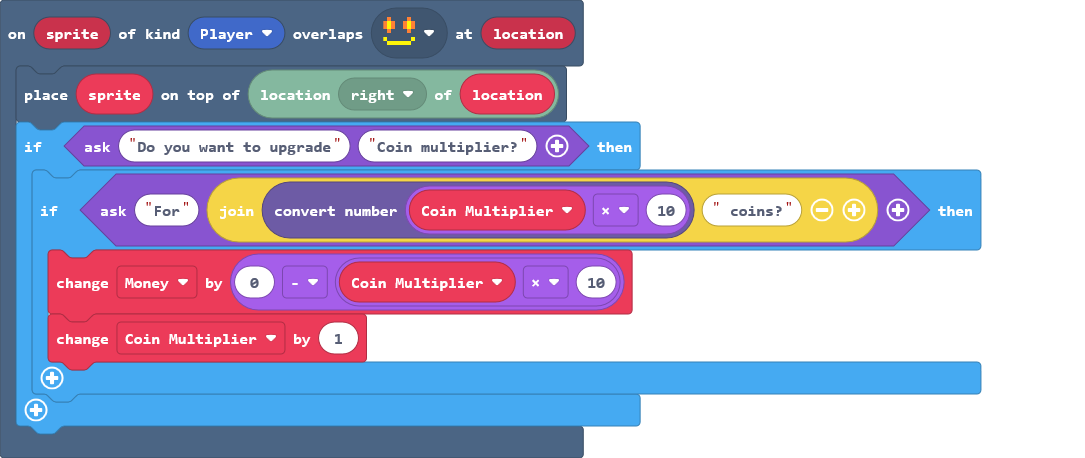 on sprite of kind Player overlaps at location
place sprite on top of location right of location
if ask "Do you want to upgrade" "Coin multiplier?" then
if ask "For" join convert number Coin Multiplier × 10 " coins?" then
change Money by 0 - Coin Multiplier × 10
change Coin Multiplier by 1